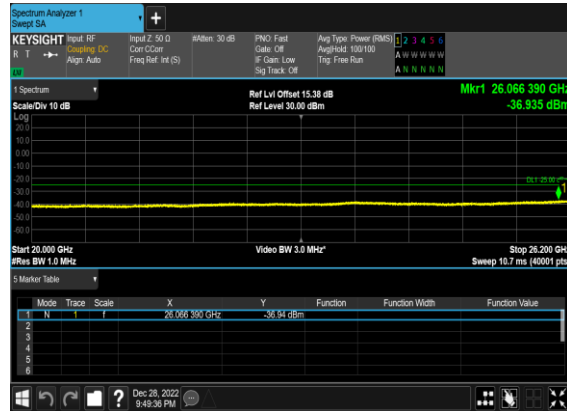 Spectrum Analyzer 1
Swept SA
+
KEYSIGHT Input: RF Input Z: 50 Ω #Atten: 30 dB PNO: Fast Avg Type: Power (RMS) 1 2 3 4 5 6
R T Coupling: DC Corr CCorr Gate: Off Avg|Hold: 100/100 A W W W W W
Align: Auto Freq Ref: Int (S) IF Gain: Low Trig: Free Run
LW Sig Track: Off A N N N N N
1 Spectrum Ref Lvl Offset 15.38 dB Mkr1 26.066 390 GHz
Scale/Div 10 dB Ref Level 30.00 dBm -36.935 dBm
Log
20.0
10.0
0.00
-10.0
-20.0
DL1 -25.00
-30.0
1
-40.0
-50.0
-60.0
Start 20.000 GHz Video BW 3.0 MHz* Stop 26.200 GHz
#Res BW 1.0 MHz Sweep 10.7 ms (40001 pts
5 Marker Table
Mode Trace Scale X Y Function Function Width Function Value
1 N 1 f 26.066 390 GHz -36.94 dBm
2
3
4
5
6
? Dec 28, 2022
9:49:36 PM